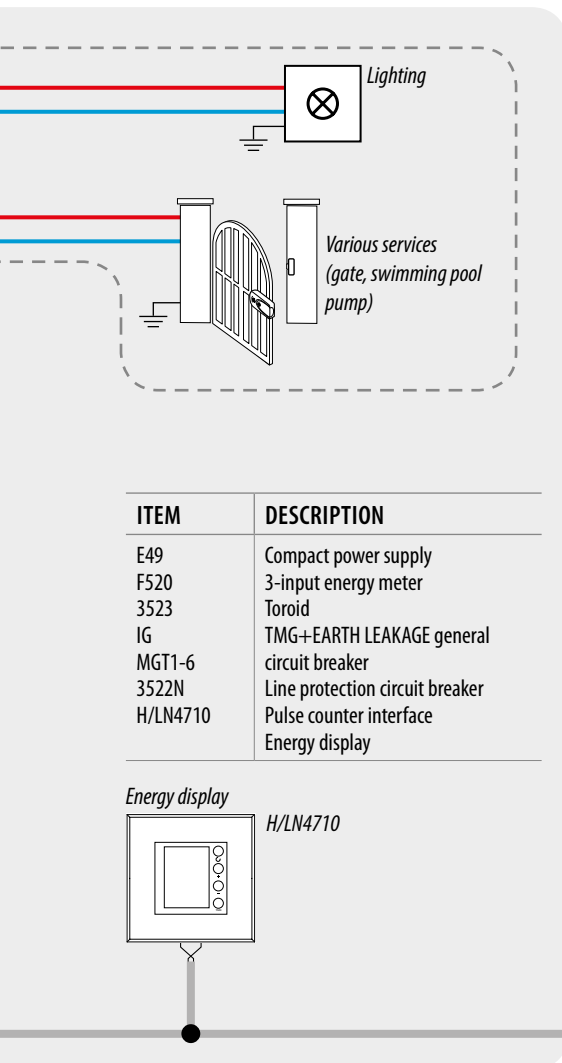 Lighting
Various services
(gate, swimming pool
pump)
ITEM DESCRIPTION
E49 Compact power supply
F520 3-input energy meter
3523 Toroid
IG TMG+EARTH LEAKAGE general
MGT1-6 circuit breaker
3522N Line protection circuit breaker
H/LN4710 Pulse counter interface
Energy display
Energy display
H/LN4710